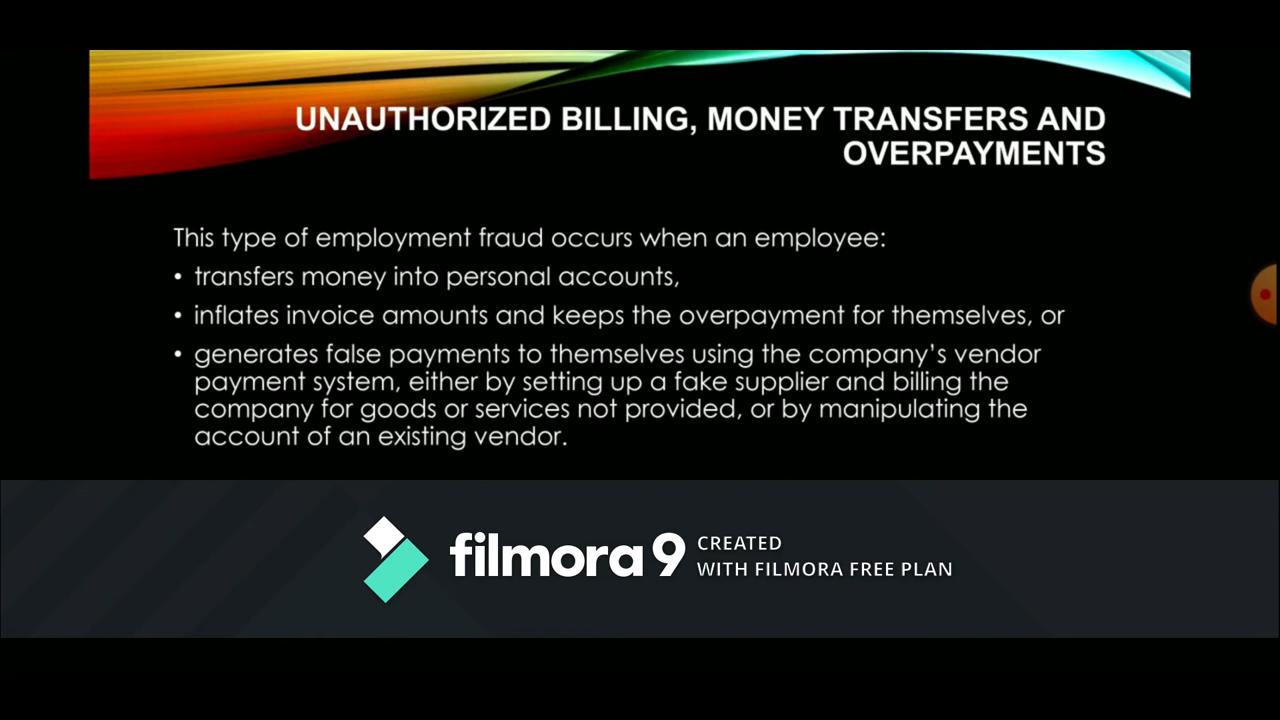 UNAUTHORIZED BILLING, MONEY TRANSFERS AND
OVERPAYMENTS
This type of employment fraud occurs when an employee:
• transfers money into personal accounts,
• inflates invoice amounts and keeps the overpayment for themselves, or
• generates false payments to themselves using the company’s vendor
payment system, either by setting up a fake supplier and billing the
company for goods or services not provided, or by manipulating the
account of an existing vendor.
filmora 9
CREATED
WITH FILMORA FREE PLAN